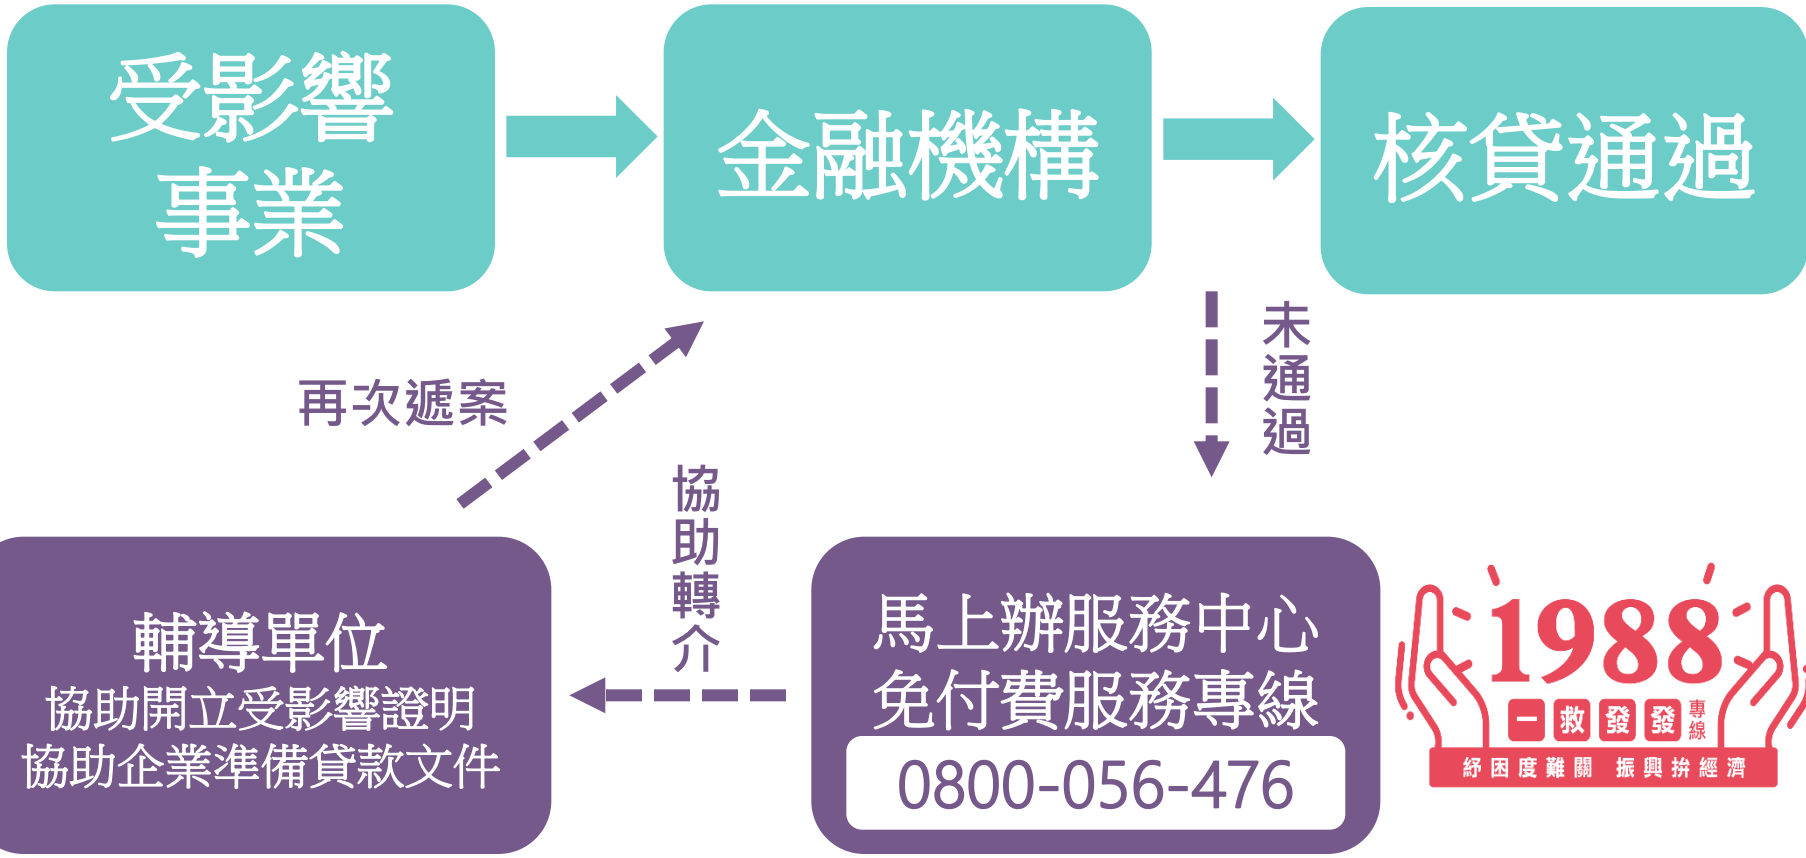 受影響
事業
金融機構
核貸通過
未通過
再次遞案
協助轉介
輔導單位
協助開立受影響證明
協助企業準備貸款文件
馬上辦服務中心
免付費服務專線
0800-056-476
1988
一救發發
專線
紓困度難關 振興拚經濟